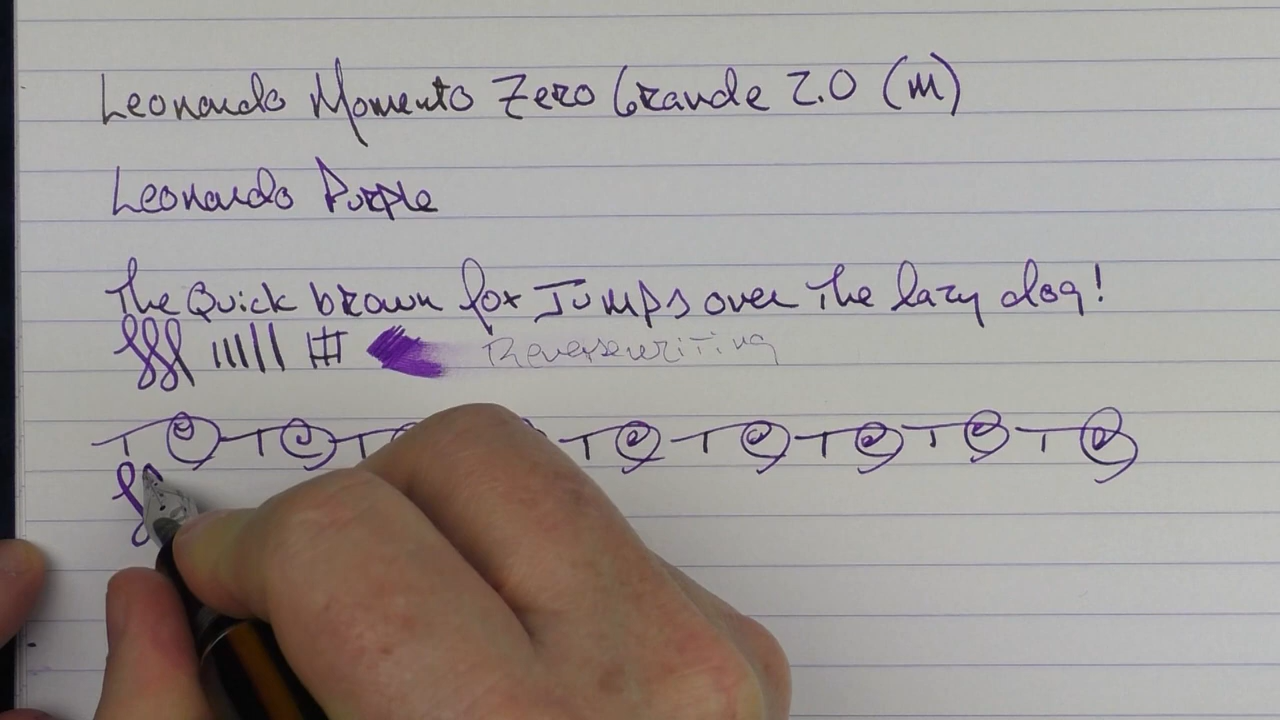 Leonardo Momento Zero Grande 2.0 (M)
Leonardo Purple
The Quick brown fox Jumps over The lazy dog!
Reversewriting